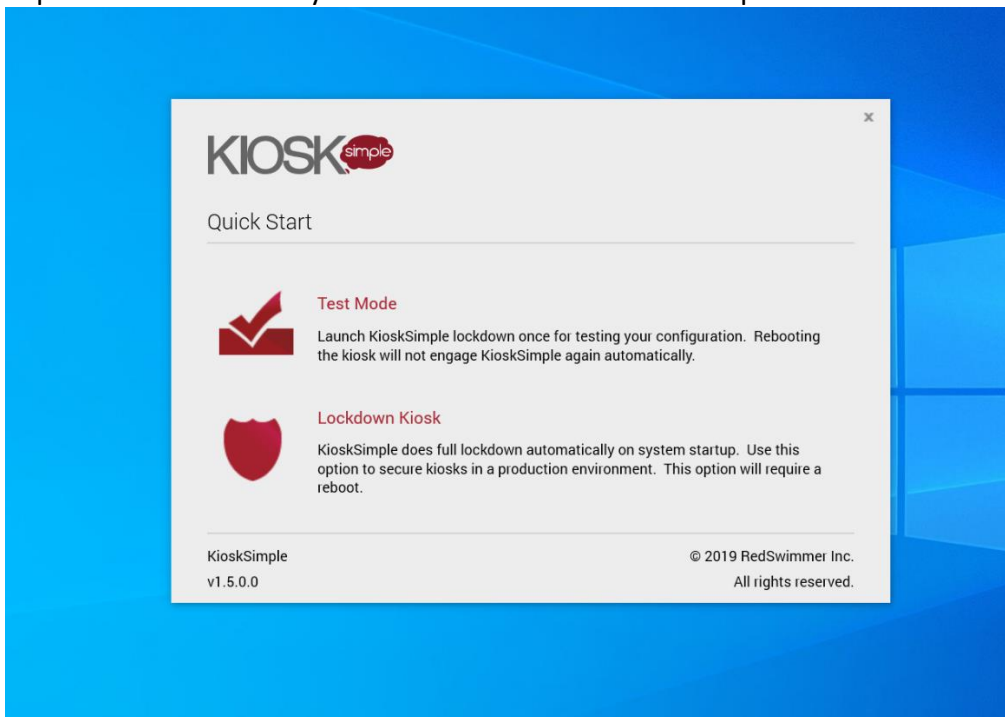 x
KIOSK simple
Quick Start
Test Mode
Launch KioskSimple lockdown once for testing your configuration. Rebooting
the kiosk will not engage KioskSimple again automatically.
Lockdown Kiosk
KioskSimple does full lockdown automatically on system startup. Use this
option to secure kiosks in a production environment. This option will require a
reboot.
KioskSimple © 2019 RedSwimmer Inc.
v1.5.0.0 All rights reserved.